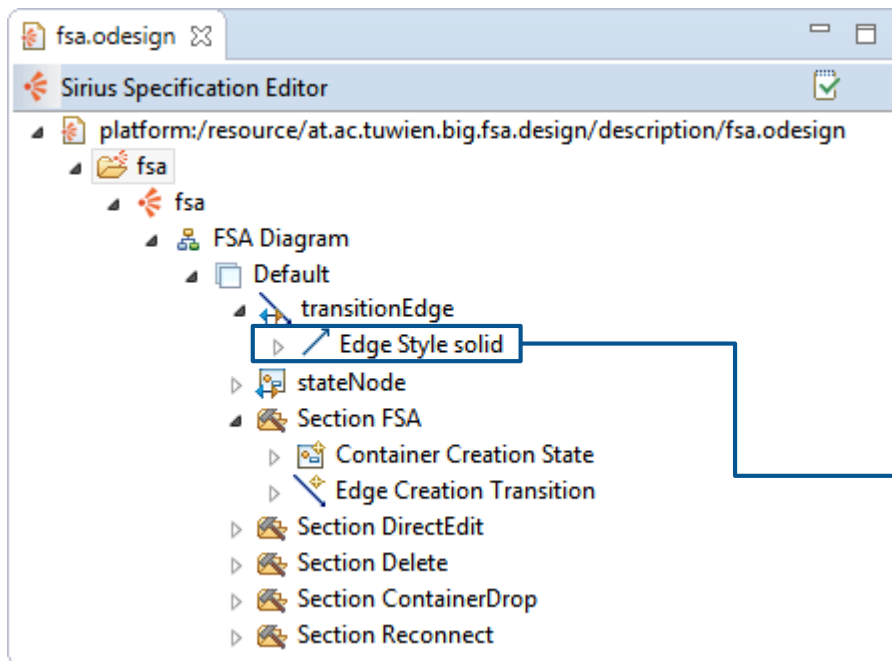 fsa.odesign
Sirius Specification Editor
platform:/resource/at.ac.tuwien.big.fsa.design/description/fsa.odesign
fsa
fsa
FSA Diagram
Default
transitionEdge
Edge Style solid
stateNode
Section FSA
Container Creation State
Edge Creation Transition
Section DirectEdit
Section Delete
Section ContainerDrop
Section Reconnect